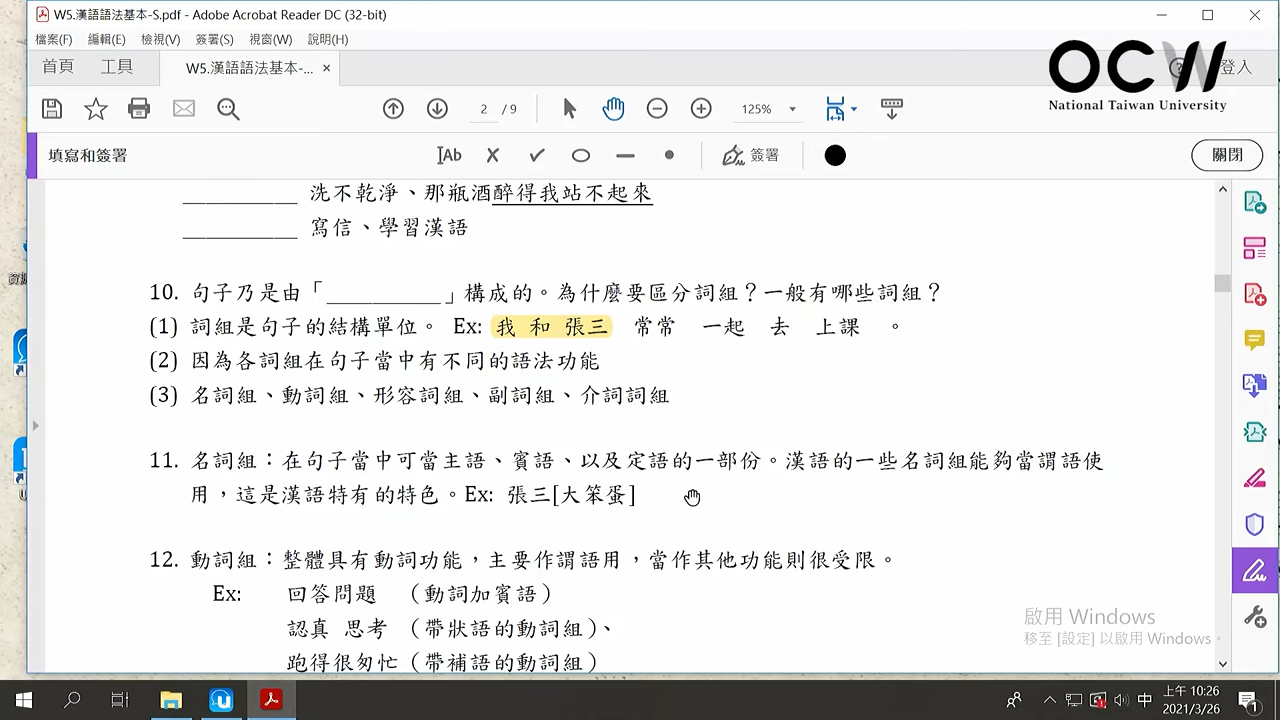 W5.漢語語法基本-S.pdf - Adobe Acrobat Reader DC (32-bit)
檔案(F) 編輯(E) 檢視(V) 簽署(S) 視窗(W) 說明(H)
首頁 工具 W5.漢語語法基本-... × 登入
OCW
National Taiwan University
2 / 9 125%
填寫和簽署 簽署 關閉
__________ 洗不乾淨、那瓶酒醉得我站不起來
__________ 寫信、學習漢語
10. 句子乃是由「__________」構成的。為什麼要區分詞組？一般有哪些詞組？
(1) 詞組是句子的結構單位。 Ex: 我 和 張三 常常 一起 去 上課 。
(2) 因為各詞組在句子當中有不同的語法功能
(3) 名詞組、動詞組、形容詞組、副詞組、介詞詞組
11. 名詞組：在句子當中可當主語、賓語、以及定語的一部份。漢語的一些名詞組能夠當謂語使
用，這是漢語特有的特色。Ex: 張三[大笨蛋]
12. 動詞組：整體具有動詞功能，主要作謂語用，當作其他功能則很受限。
Ex: 回答問題 （動詞加賓語）
認真 思考 （帶狀語的動詞組）、
跑得很匆忙（帶補語的動詞組）
啟用 Windows
移至 [設定] 以啟用 Windows。
中 上午 10:26
2021/3/26
1